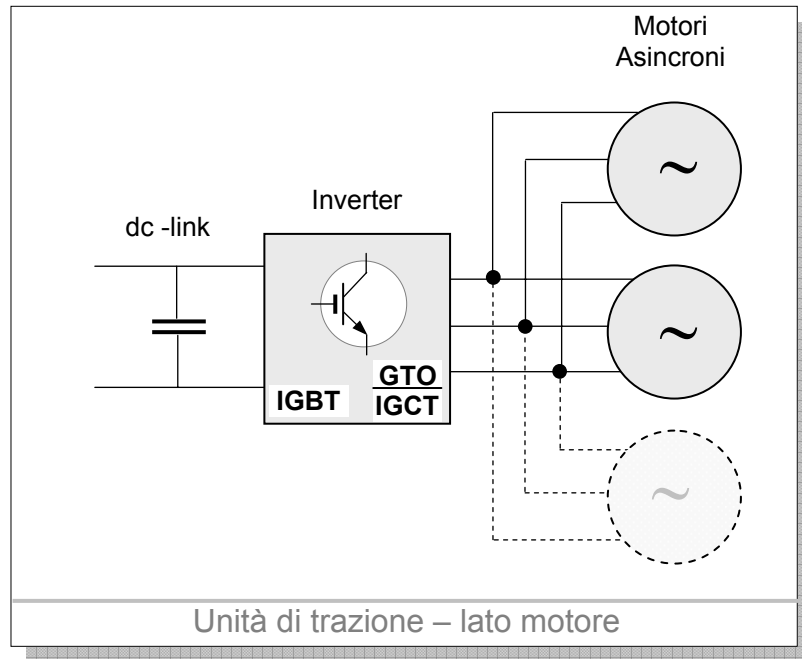 Motori
Asincroni
Inverter
dc -link
~
~
~
IGBT
GTO
IGCT
Unità di trazione – lato motore